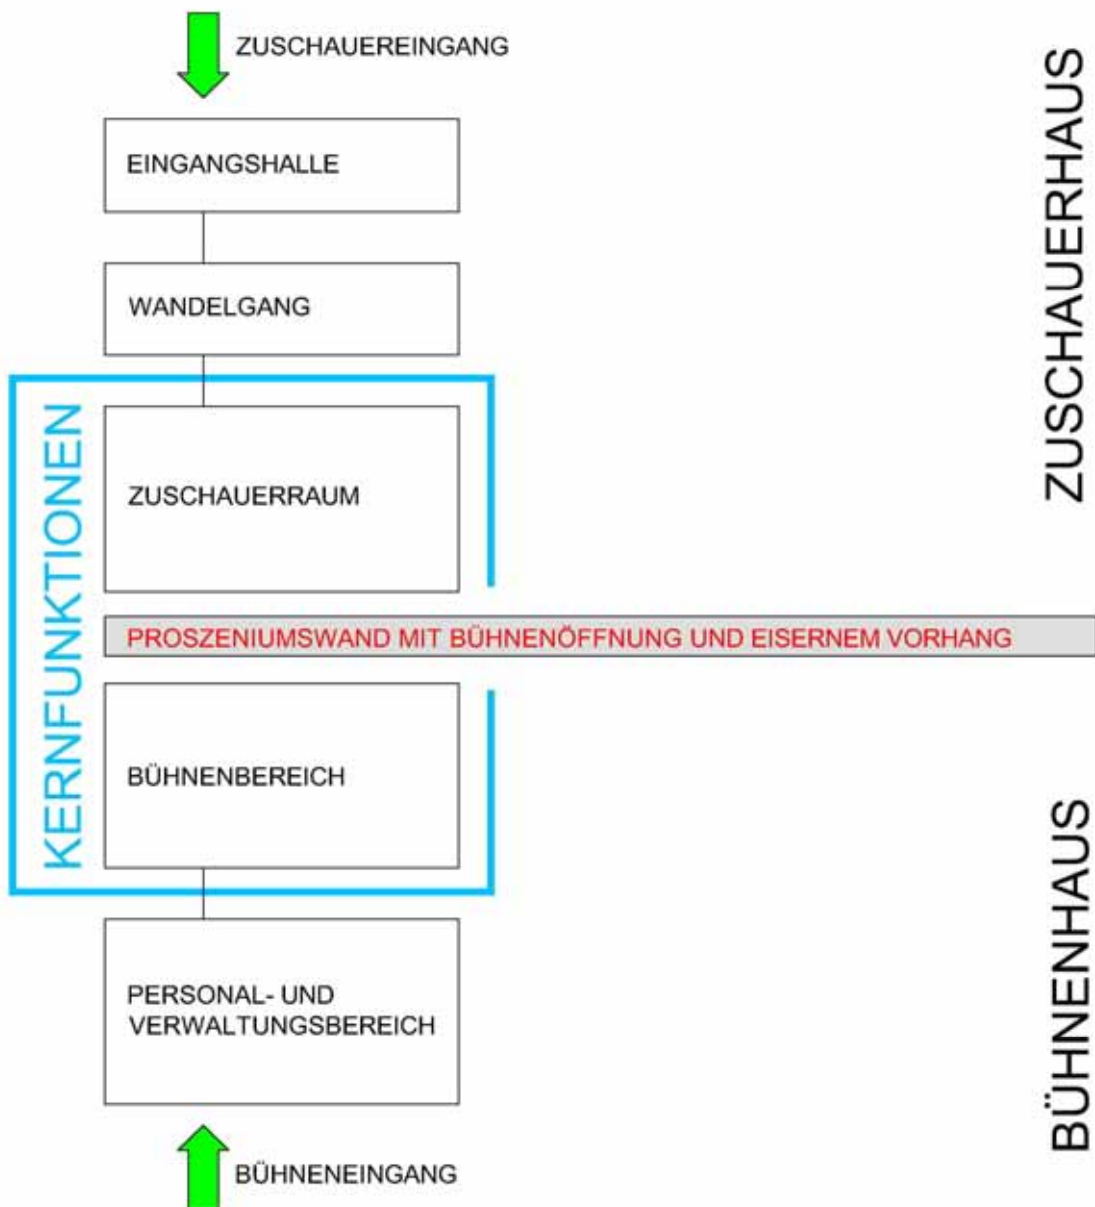 ZUSCHAUEREINGANG
EINGANGSHALLE
WANDELGANG
ZUSCHAUERRAUM
PROSZENIUMSWAND MIT BÜHNENÖFFNUNG UND EISERNEM VORHANG
BÜHNENBEREICH
PERSONAL- UND
VERWALTUNGSBEREICH
BÜHNENEINGANG
KERNFUNKTIONEN
ZUSCHAUERHAUS
BÜHNENHAUS